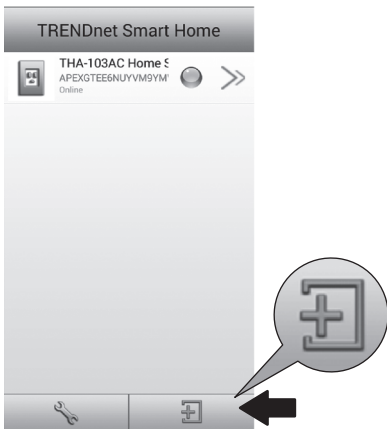 TRENDnet Smart Home
THA-103AC Home S
APEXGTEE6NUYVM9YM'
Online